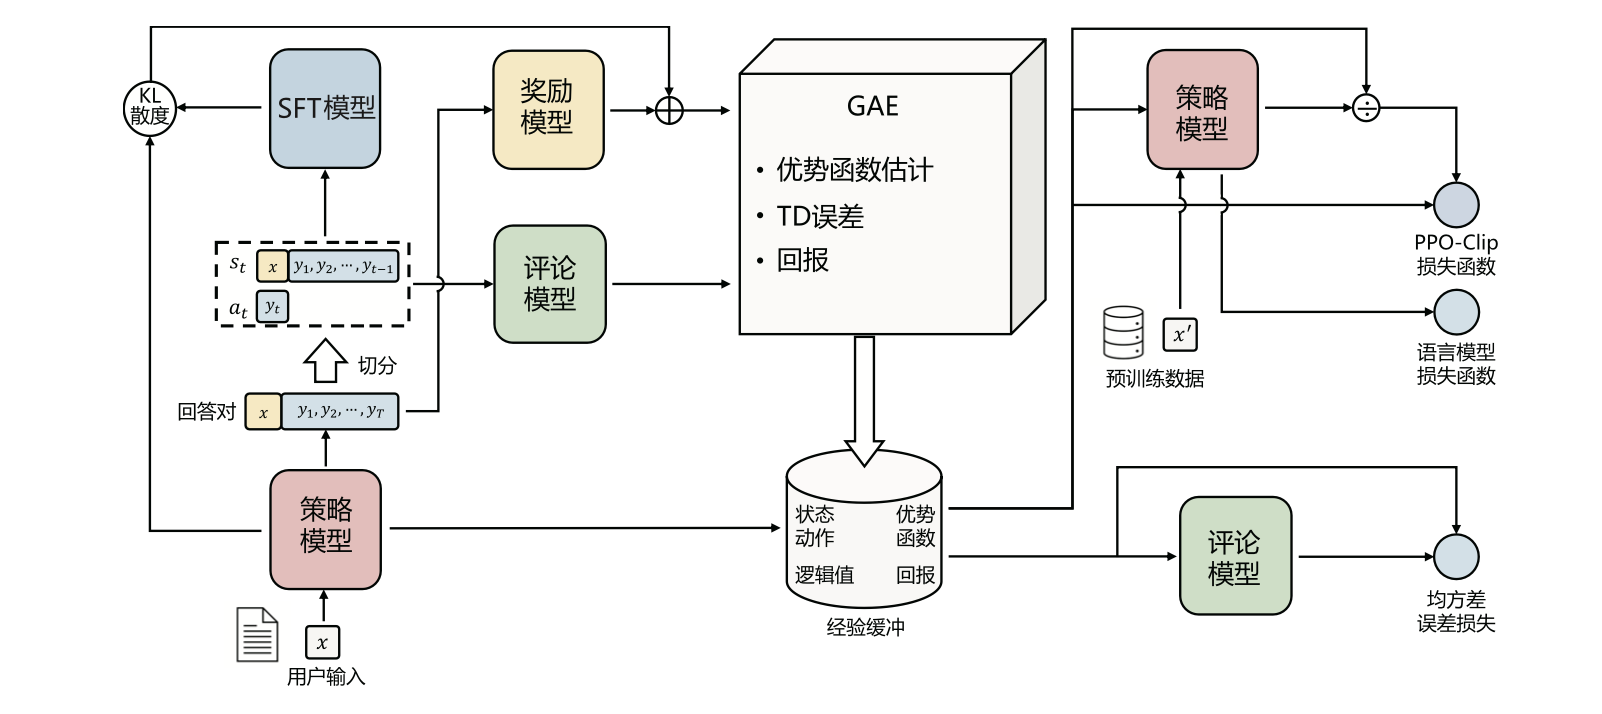 KL
散度
SFT模型
奖励
模型
GAE
• 优势函数估计
• TD误差
• 回报
策略
模型
÷
PPO-Clip
损失函数
s_t x y_1, y_2, ⋯, y_{t−1}
a_t y_t
评论
模型
切分
回答对 x y_1, y_2, ⋯, y_T
x′
预训练数据
语言模型
损失函数
策略
模型
状态
动作
逻辑值
优势
函数
回报
经验缓冲
评论
模型
均方差
误差损失
x
用户输入